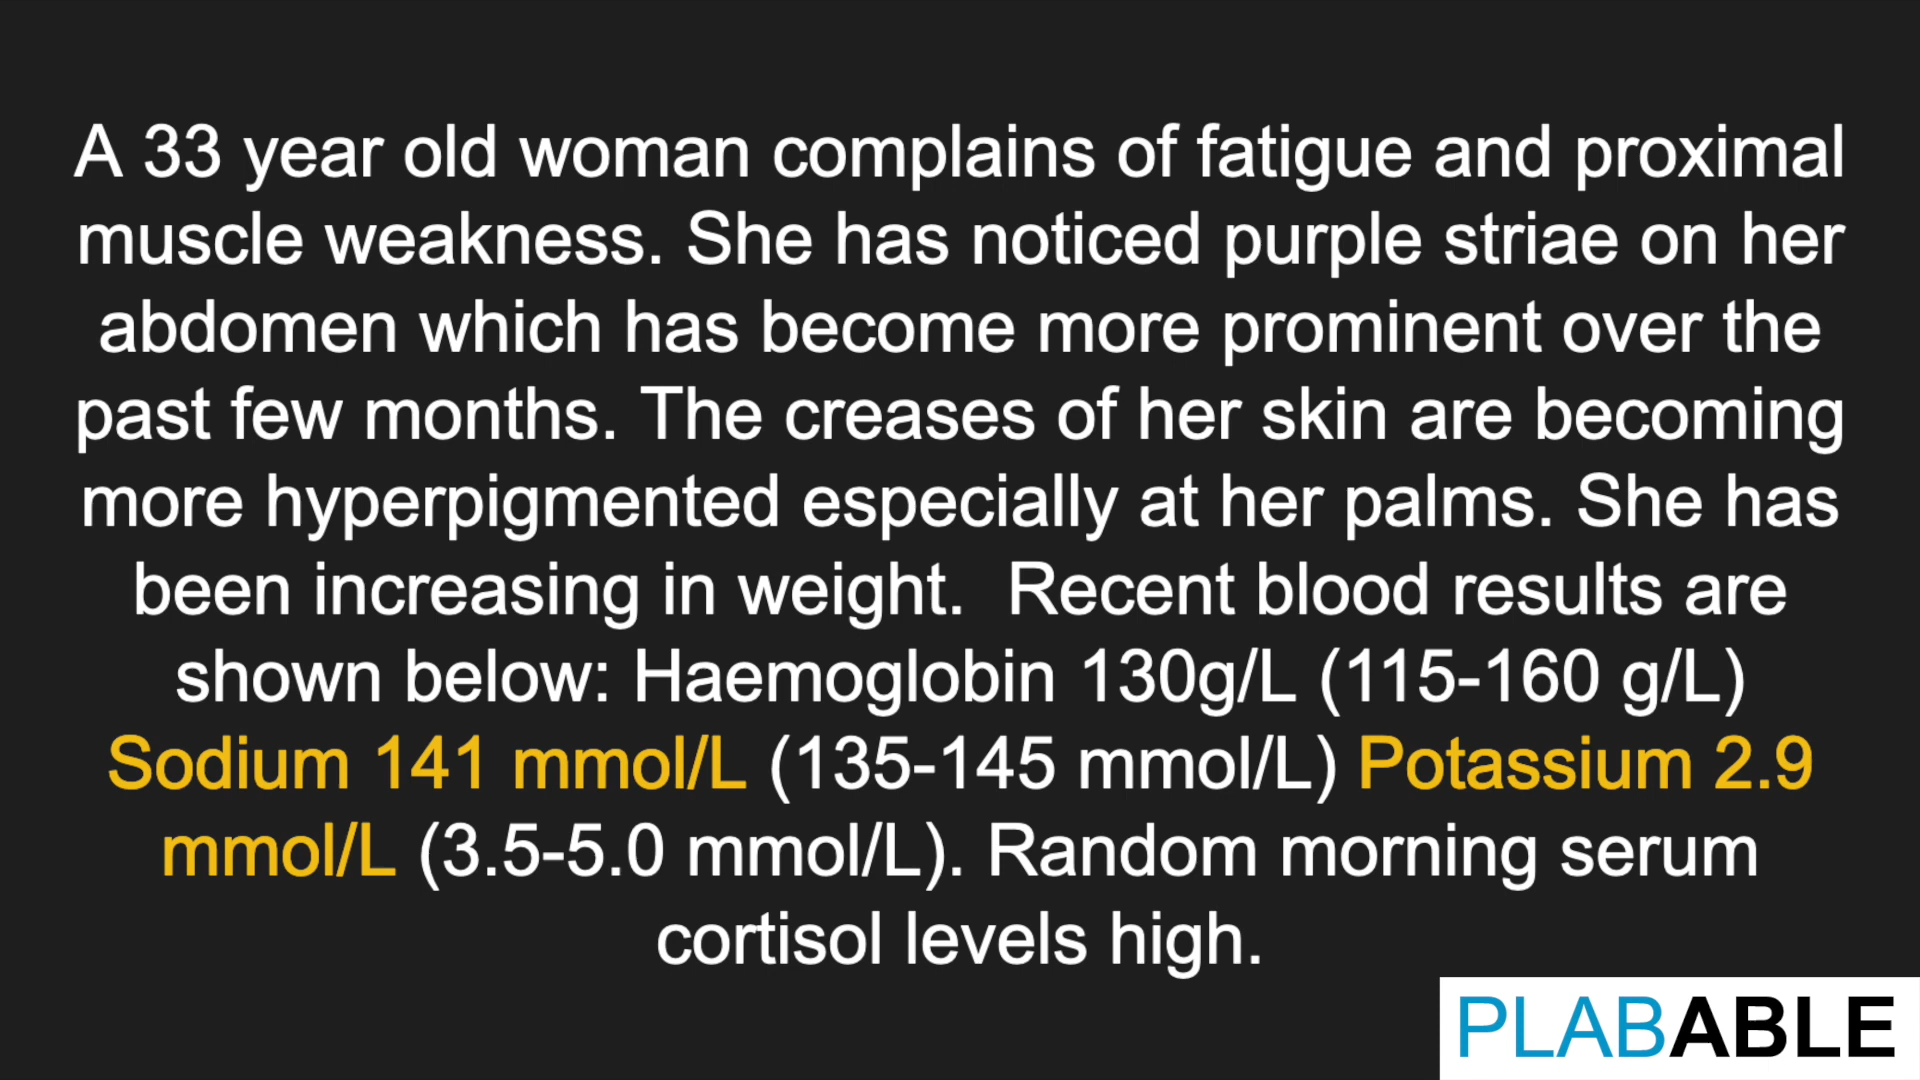 A 33 year old woman complains of fatigue and proximal
muscle weakness. She has noticed purple striae on her
abdomen which has become more prominent over the
past few months. The creases of her skin are becoming
more hyperpigmented especially at her palms. She has
been increasing in weight.  Recent blood results are
shown below: Haemoglobin 130g/L (115-160 g/L)
Sodium 141 mmol/L (135-145 mmol/L) Potassium 2.9
mmol/L (3.5-5.0 mmol/L). Random morning serum
cortisol levels high.
PLABABLE